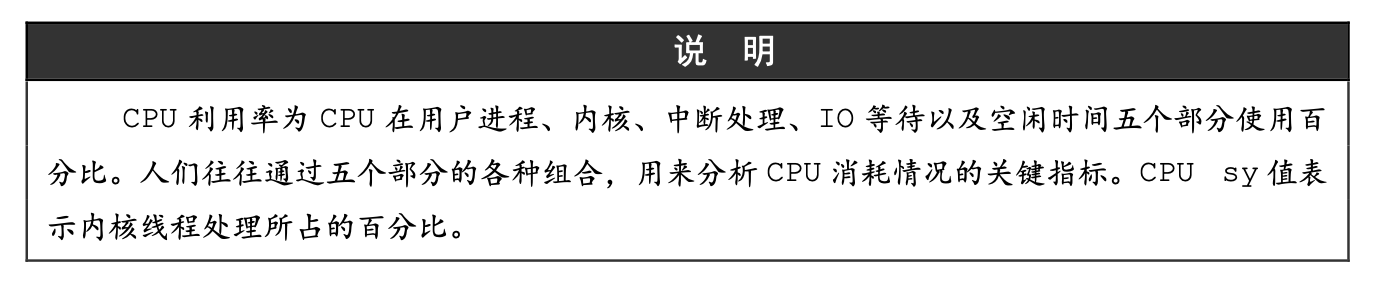 说 明
CPU 利用率为 CPU 在用户进程、内核、中断处理、IO 等待以及空闲时间五个部分使用百
分比。人们往往通过五个部分的各种组合，用来分析 CPU 消耗情况的关键指标。CPU sy 值表
示内核线程处理所占的百分比。